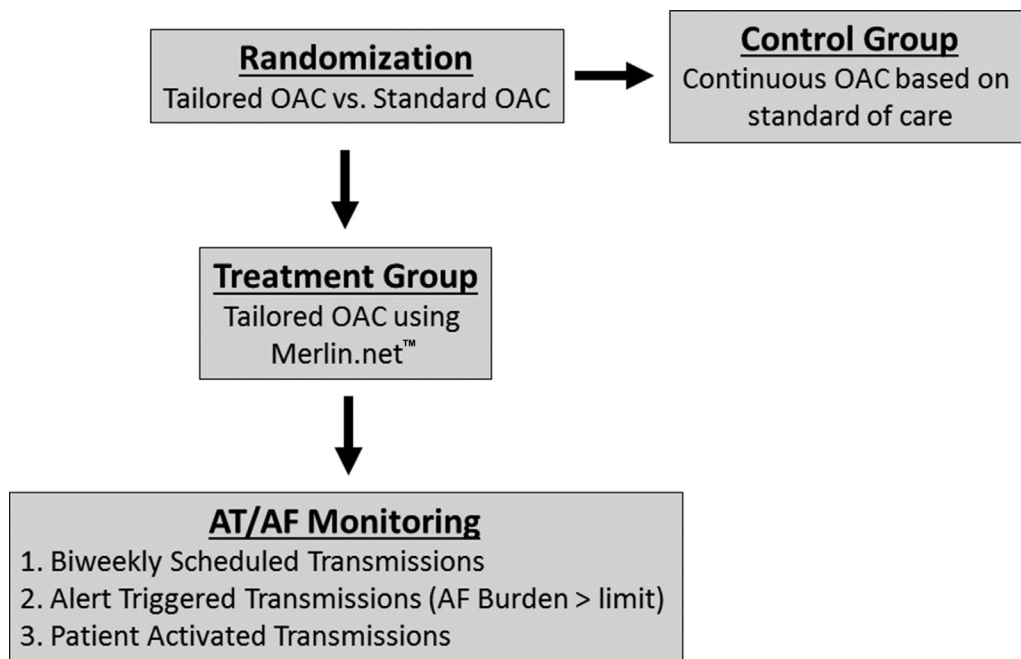 Randomization
Tailored OAC vs. Standard OAC
Control Group
Continuous OAC based on
standard of care
Treatment Group
Tailored OAC using
Merlin.net™
AT/AF Monitoring
1. Biweekly Scheduled Transmissions
2. Alert Triggered Transmissions (AF Burden > limit)
3. Patient Activated Transmissions